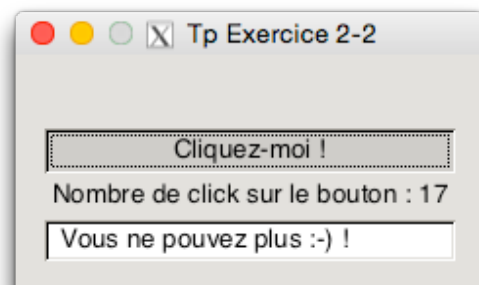 Tp Exercice 2-2
Cliquez-moi !
Nombre de click sur le bouton : 17
Vous ne pouvez plus :-) !